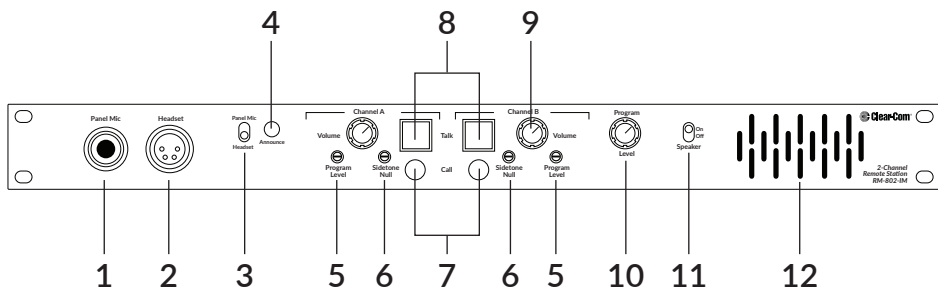 4
8
9
Panel Mic
Headset
Panel Mic
Headset
Announce
Channel A
Volume
Program
Level
Sidetone
Null
Talk
Call
Channel B
Volume
Sidetone
Null
Program
Level
Program
Level
On
Off
Speaker
Clear-Com®
2-Channel
Remote Station
RM-802-IM
1
2
3
5
6
7
6
5
10
11
12